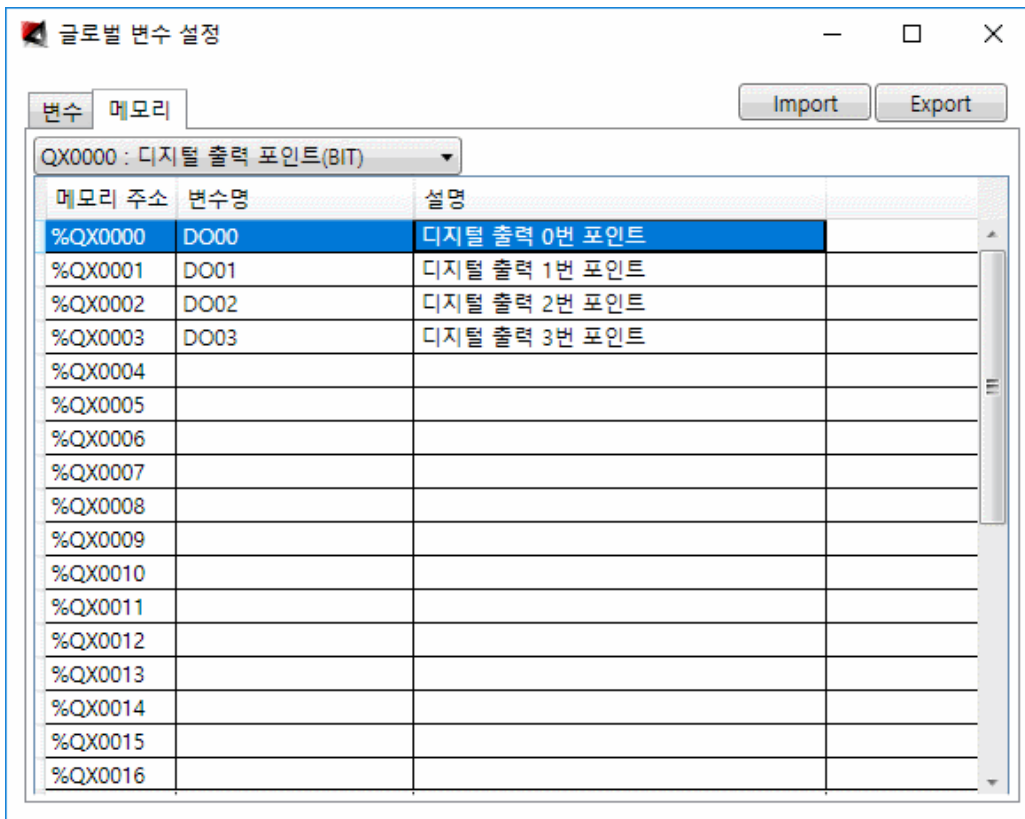 글로벌 변수 설정
변수 메모리 Import Export
QX0000 : 디지털 출력 포인트(BIT)
메모리 주소 변수명 설명
%QX0000 DO00 디지털 출력 0번 포인트
%QX0001 DO01 디지털 출력 1번 포인트
%QX0002 DO02 디지털 출력 2번 포인트
%QX0003 DO03 디지털 출력 3번 포인트
%QX0004
%QX0005
%QX0006
%QX0007
%QX0008
%QX0009
%QX0010
%QX0011
%QX0012
%QX0013
%QX0014
%QX0015
%QX0016